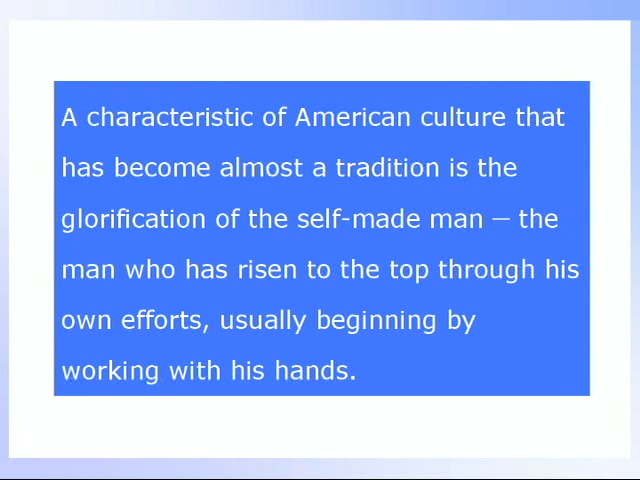 A characteristic of American culture that
has become almost a tradition is the
glorification of the self-made man — the
man who has risen to the top through his
own efforts, usually beginning by
working with his hands.